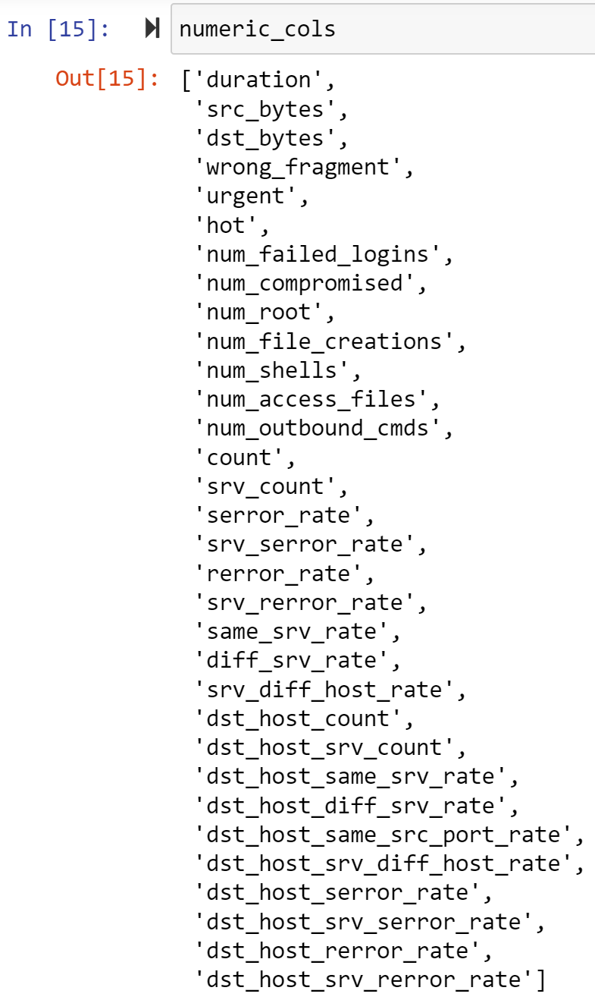 In [15]: numeric_cols
Out[15]: ['duration',
'src_bytes',
'dst_bytes',
'wrong_fragment',
'urgent',
'hot',
'num_failed_logins',
'num_compromised',
'num_root',
'num_file_creations',
'num_shells',
'num_access_files',
'num_outbound_cmds',
'count',
'srv_count',
'serror_rate',
'srv_serror_rate',
'rerror_rate',
'srv_rerror_rate',
'same_srv_rate',
'diff_srv_rate',
'srv_diff_host_rate',
'dst_host_count',
'dst_host_srv_count',
'dst_host_same_srv_rate',
'dst_host_diff_srv_rate',
'dst_host_same_src_port_rate',
'dst_host_srv_diff_host_rate',
'dst_host_serror_rate',
'dst_host_srv_serror_rate',
'dst_host_rerror_rate',
'dst_host_srv_rerror_rate']